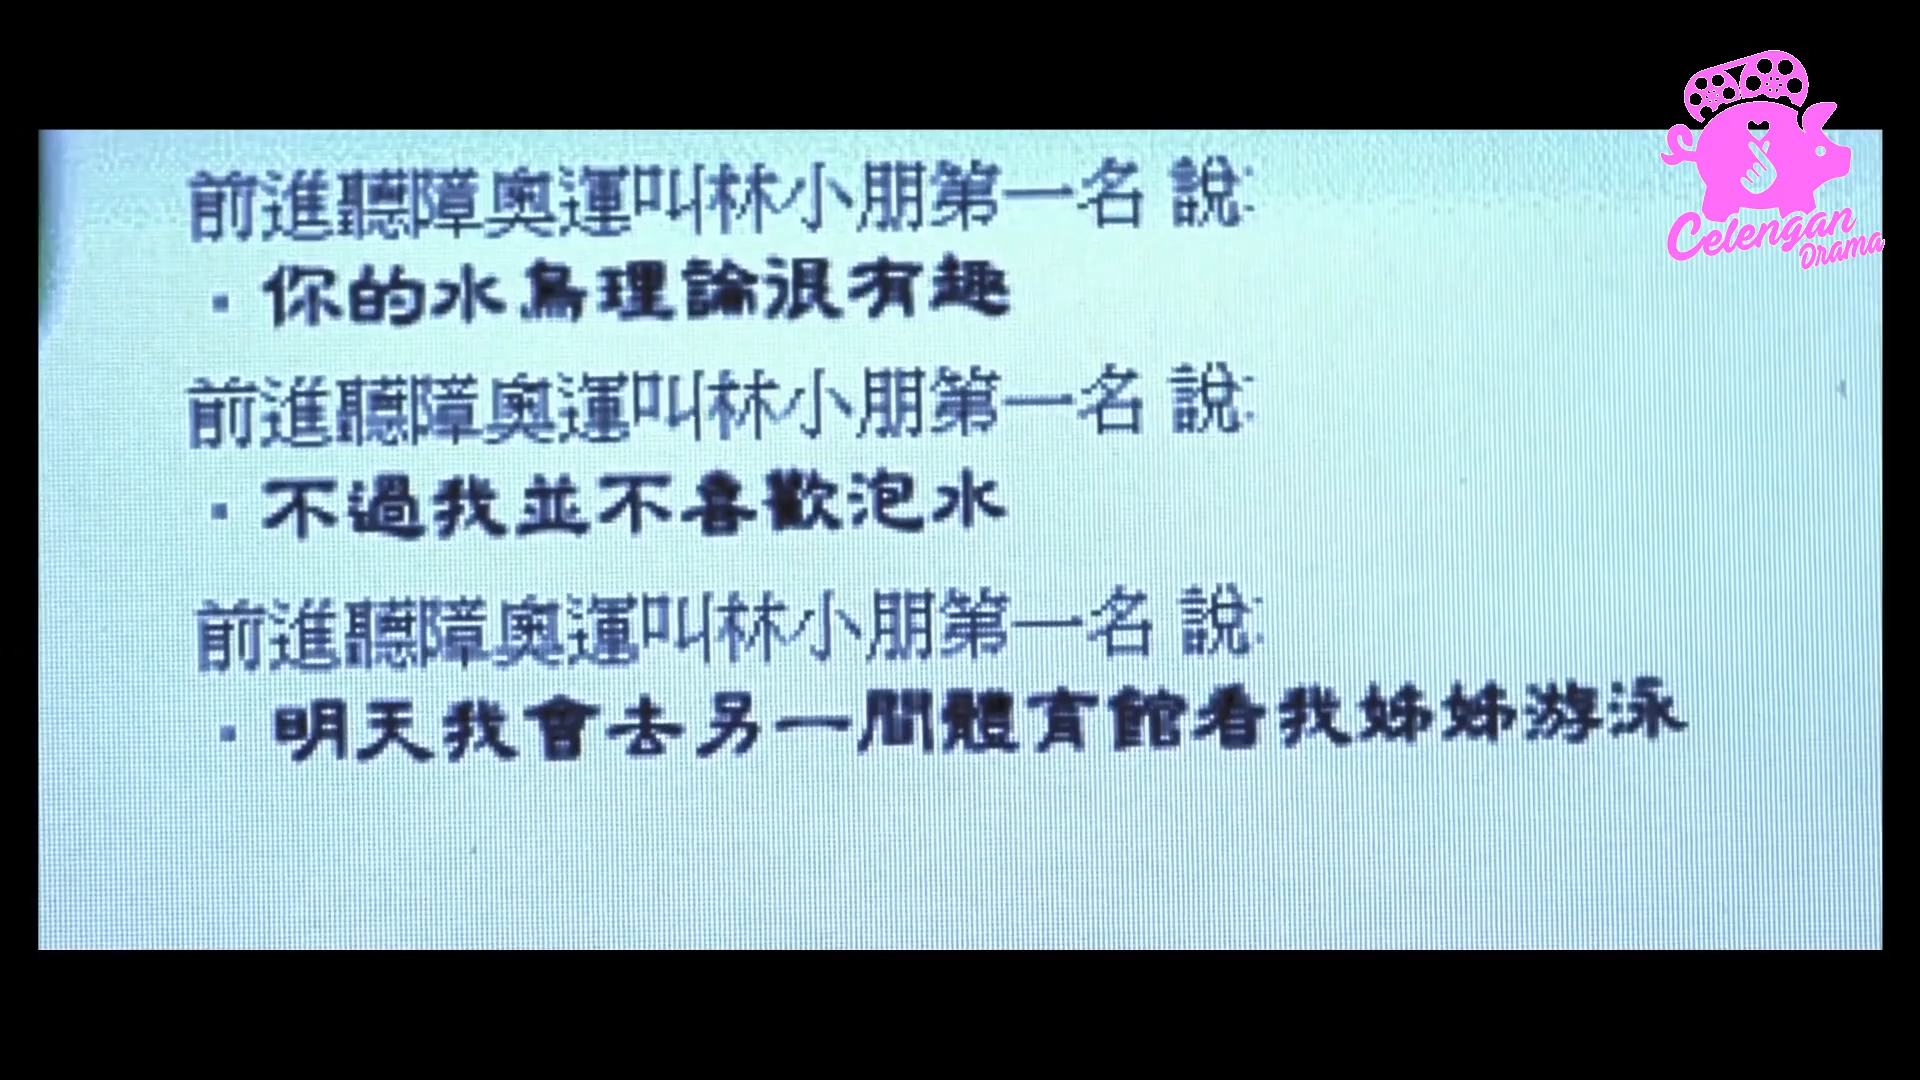 前進聽障奧運叫林小朋第一名 說:
· 你的水鳥理論很有趣
前進聽障奧運叫林小朋第一名 說:
· 不過我並不喜歡泡水
前進聽障奧運叫林小朋第一名 說:
· 明天我會去另一間體育館看我姊姊游泳
Celengan
Drama